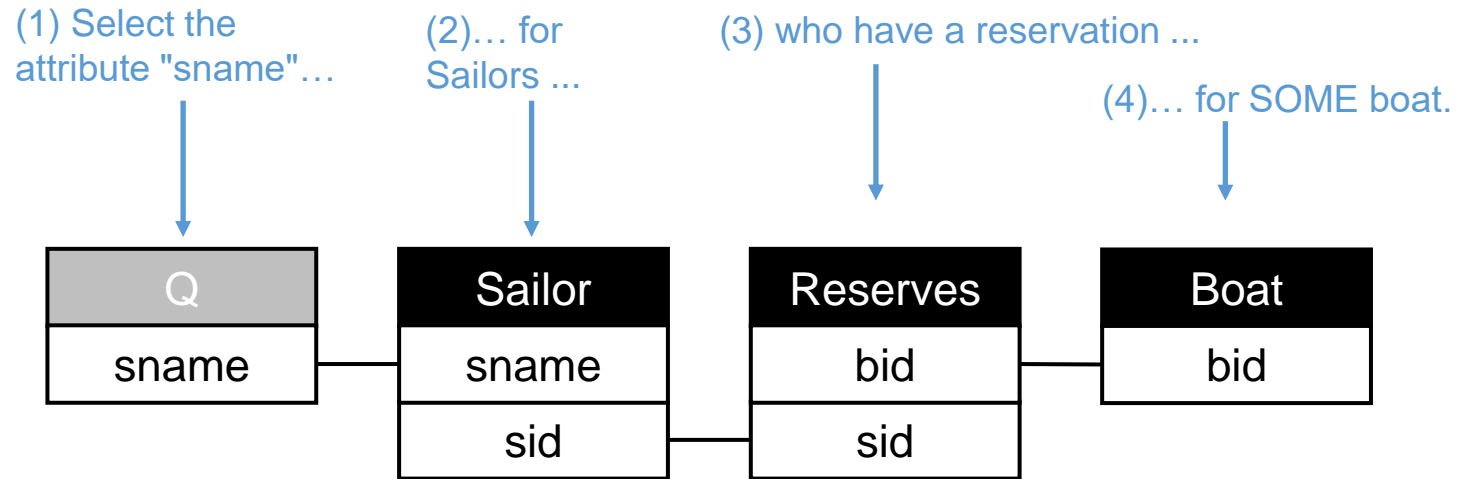 (1) Select the
attribute "sname"…
(2)… for
Sailors ...
(3) who have a reservation ...
(4)… for SOME boat.
Q
Sailor
Reserves
Boat
sname
sname
bid
bid
sid
sid